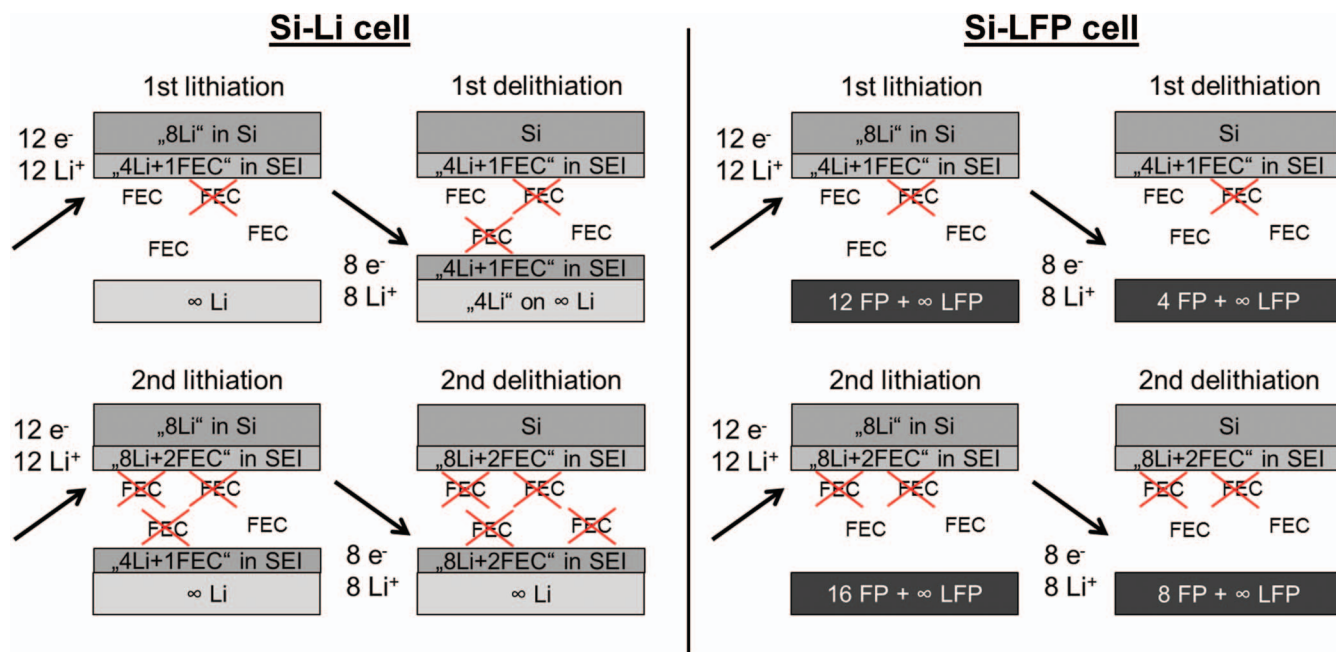 Si-Li cell
1st lithiation
1st delithiation
12 e⁻
12 Li⁺
„8Li“ in Si
„4Li+1FEC“ in SEI
FEC
FEC
FEC
FEC
∞ Li
8 e⁻
8 Li⁺
Si
„4Li+1FEC“ in SEI
FEC
FEC
FEC
FEC
„4Li+1FEC“ in SEI
„4Li“ on ∞ Li
2nd lithiation
2nd delithiation
12 e⁻
12 Li⁺
„8Li“ in Si
„8Li+2FEC“ in SEI
FEC
FEC
FEC
FEC
„4Li+1FEC“ in SEI
∞ Li
8 e⁻
8 Li⁺
Si
„8Li+2FEC“ in SEI
FEC
FEC
FEC
FEC
„8Li+2FEC“ in SEI
∞ Li
Si-LFP cell
1st lithiation
1st delithiation
12 e⁻
12 Li⁺
„8Li“ in Si
„4Li+1FEC“ in SEI
FEC
FEC
FEC
FEC
12 FP + ∞ LFP
8 e⁻
8 Li⁺
Si
„4Li+1FEC“ in SEI
FEC
FEC
FEC
FEC
4 FP + ∞ LFP
2nd lithiation
2nd delithiation
12 e⁻
12 Li⁺
„8Li“ in Si
„8Li+2FEC“ in SEI
FEC
FEC
FEC
FEC
16 FP + ∞ LFP
8 e⁻
8 Li⁺
Si
„8Li+2FEC“ in SEI
FEC
FEC
FEC
FEC
8 FP + ∞ LFP